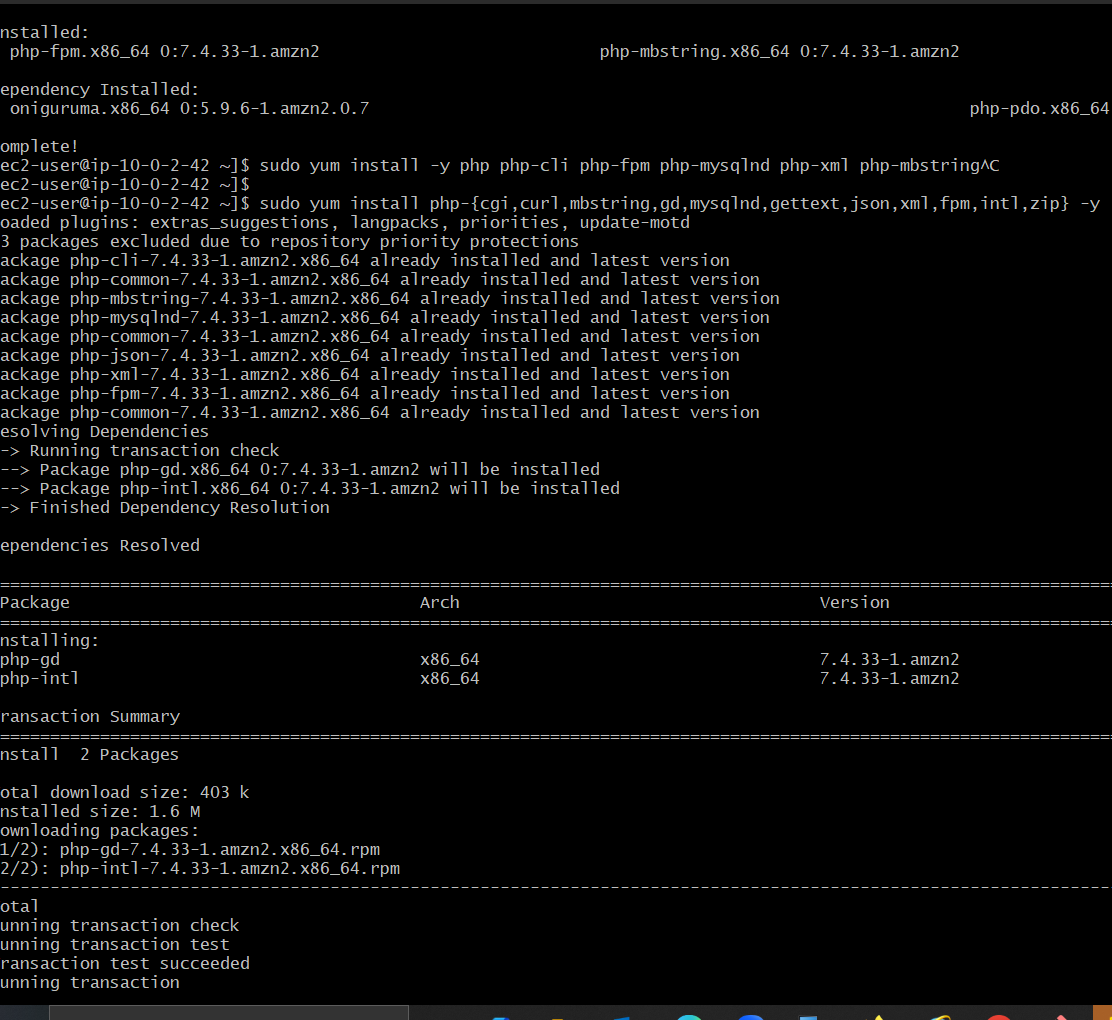 nstalled:
php-fpm.x86_64 0:7.4.33-1.amzn2 php-mbstring.x86_64 0:7.4.33-1.amzn2
ependency Installed:
oniguruma.x86_64 0:5.9.6-1.amzn2.0.7 php-pdo.x86_64
omplete!
ec2-user@ip-10-0-2-42 ~]$ sudo yum install -y php php-cli php-fpm php-mysqlnd php-xml php-mbstring^C
ec2-user@ip-10-0-2-42 ~]$
ec2-user@ip-10-0-2-42 ~]$ sudo yum install php-{cgi,curl,mbstring,gd,mysqlnd,gettext,json,xml,fpm,intl,zip} -y
oaded plugins: extras_suggestions, langpacks, priorities, update-motd
3 packages excluded due to repository priority protections
ackage php-cli-7.4.33-1.amzn2.x86_64 already installed and latest version
ackage php-common-7.4.33-1.amzn2.x86_64 already installed and latest version
ackage php-mbstring-7.4.33-1.amzn2.x86_64 already installed and latest version
ackage php-mysqlnd-7.4.33-1.amzn2.x86_64 already installed and latest version
ackage php-common-7.4.33-1.amzn2.x86_64 already installed and latest version
ackage php-json-7.4.33-1.amzn2.x86_64 already installed and latest version
ackage php-xml-7.4.33-1.amzn2.x86_64 already installed and latest version
ackage php-fpm-7.4.33-1.amzn2.x86_64 already installed and latest version
ackage php-common-7.4.33-1.amzn2.x86_64 already installed and latest version
esolving Dependencies
-> Running transaction check
--> Package php-gd.x86_64 0:7.4.33-1.amzn2 will be installed
--> Package php-intl.x86_64 0:7.4.33-1.amzn2 will be installed
-> Finished Dependency Resolution
ependencies Resolved
Package Arch Version
nstalling:
php-gd x86_64 7.4.33-1.amzn2
php-intl x86_64 7.4.33-1.amzn2
ransaction Summary
nstall 2 Packages
otal download size: 403 k
nstalled size: 1.6 M
ownloading packages:
1/2): php-gd-7.4.33-1.amzn2.x86_64.rpm
2/2): php-intl-7.4.33-1.amzn2.x86_64.rpm
otal
unning transaction check
unning transaction test
ransaction test succeeded
unning transaction